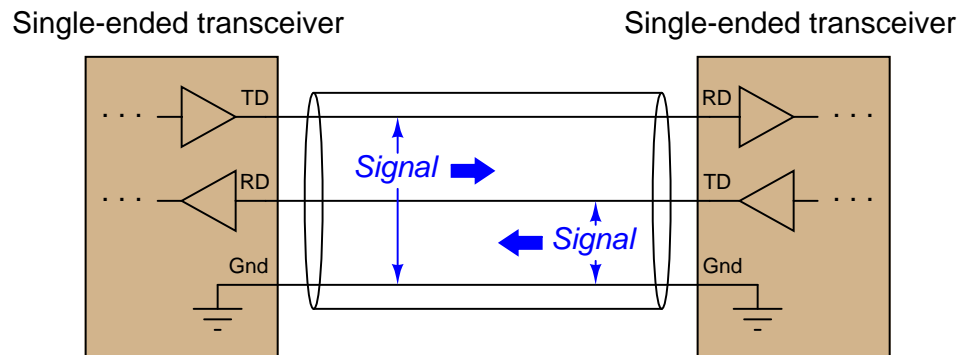 Single-ended transceiver
Single-ended transceiver
. . .
TD
RD
. . .
Signal
. . .
RD
TD
. . .
Signal
Gnd
Gnd